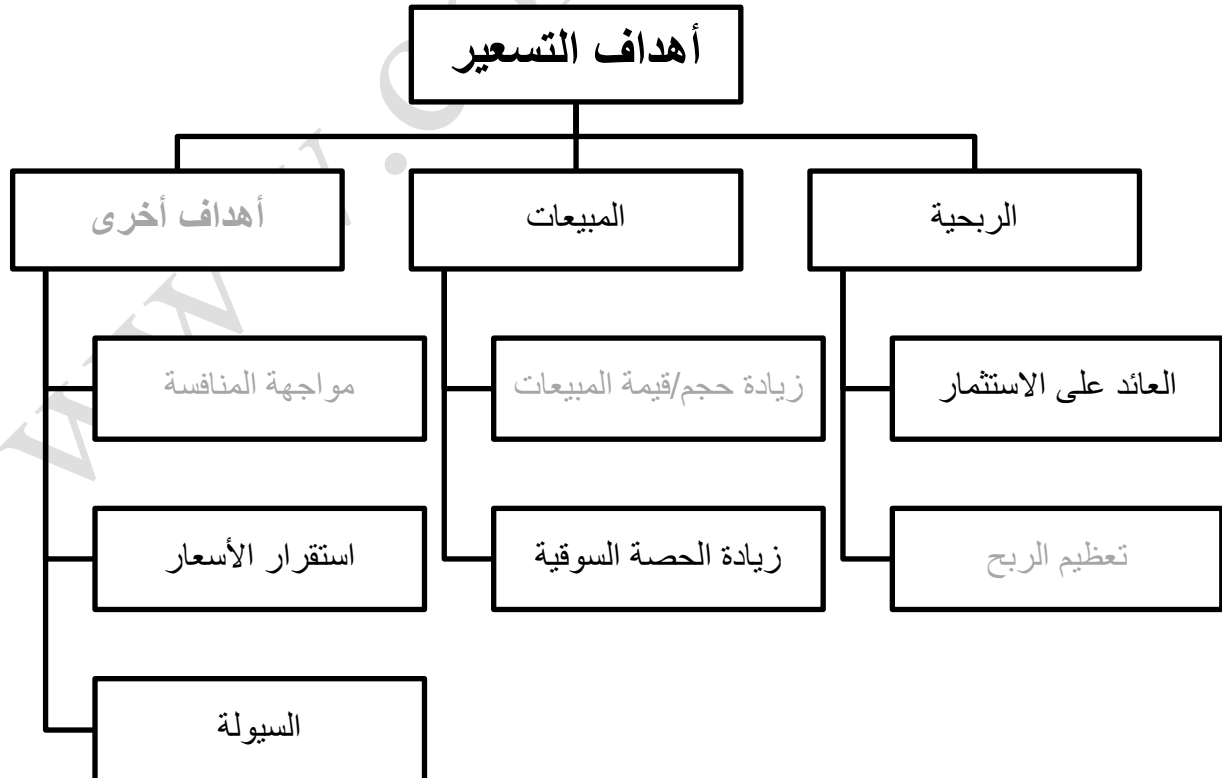 أهداف التسعير
الربحية
المبيعات
أهداف أخرى
العائد على الاستثمار
زيادة حجم/قيمة المبيعات
مواجهة المنافسة
تعظيم الربح
زيادة الحصة السوقية
استقرار الأسعار
السيولة
www.c